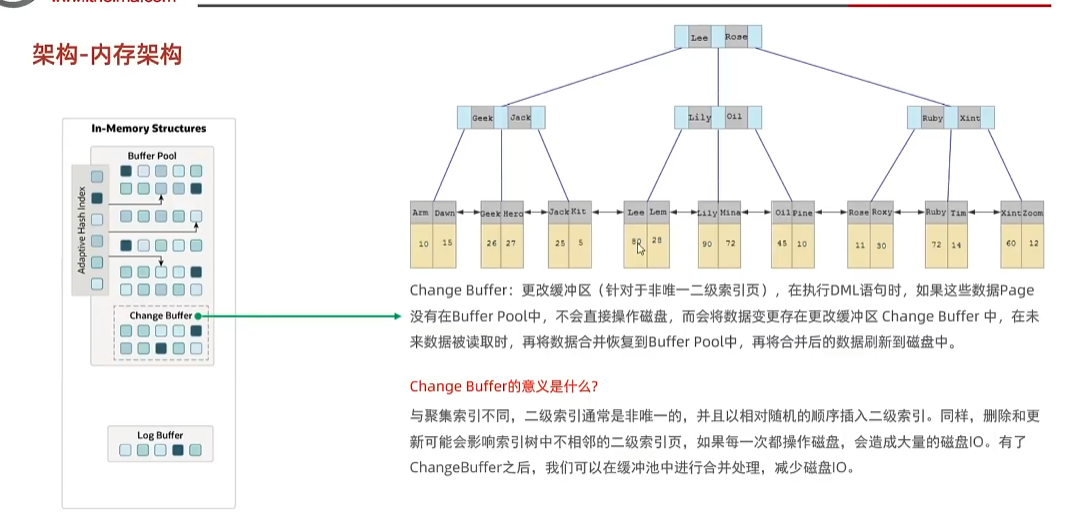 架构-内存架构
In-Memory Structures
Buffer Pool
Adaptive Hash Index
Change Buffer
Log Buffer
Lee Rose
Geek Jack
Lily Oil
Ruby Xint
Arm Dawn
Geek Hero
Jack Kit
Lee Lem
Lily Mina
Oil Pine
Rose Roxy
Ruby Tim
Xint Zoom
10 15
26 27
25 5
80 28
90 72
45 10
11 30
72 14
60 12
Change Buffer：更改缓冲区（针对于非唯一二级索引页），在执行DML语句时，如果这些数据Page
没有在Buffer Pool中，不会直接操作磁盘，而会将数据变更存在更改缓冲区 Change Buffer 中，在未
来数据被读取时，再将数据合并恢复到Buffer Pool中，再将合并后的数据刷新到磁盘中。
Change Buffer的意义是什么?
与聚集索引不同，二级索引通常是非唯一的，并且以相对随机的顺序插入二级索引。同样，删除和更
新可能会影响索引树中不相邻的二级索引页，如果每一次都操作磁盘，会造成大量的磁盘IO。有了
ChangeBuffer之后，我们可以在缓冲池中进行合并处理，减少磁盘IO。